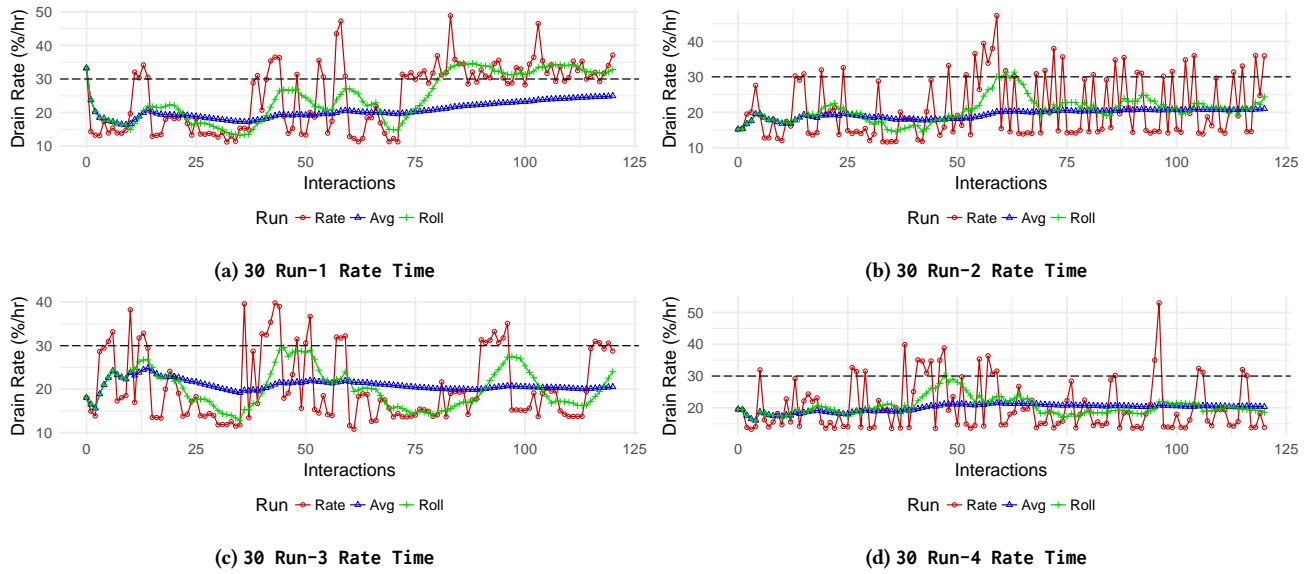 50
40
30
20
10
Drain Rate (%/hr)
0 25 50 75 100 125
Interactions
Run Rate Avg Roll
(a) 30 Run-1 Rate Time
40
30
20
10
Drain Rate (%/hr)
0 25 50 75 100 125
Interactions
Run Rate Avg Roll
(b) 30 Run-2 Rate Time
40
30
20
10
Drain Rate (%/hr)
0 25 50 75 100 125
Interactions
Run Rate Avg Roll
(c) 30 Run-3 Rate Time
50
40
30
20
Drain Rate (%/hr)
0 25 50 75 100 125
Interactions
Run Rate Avg Roll
(d) 30 Run-4 Rate Time